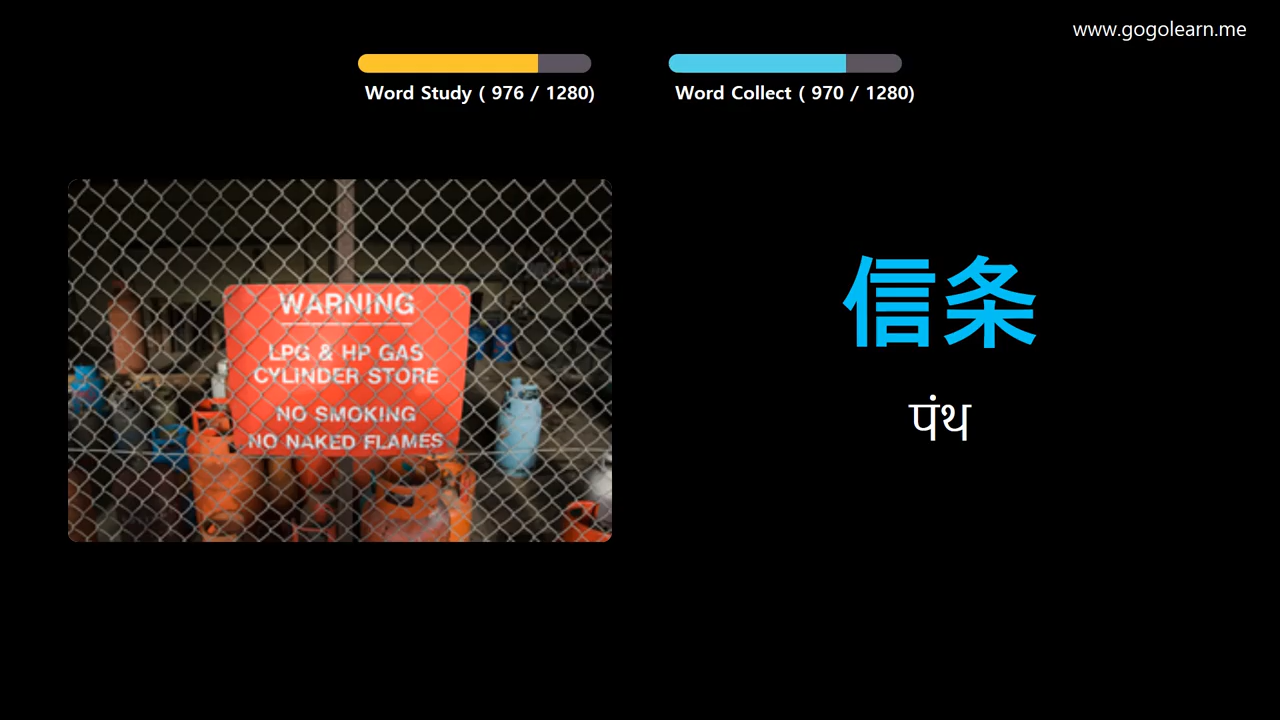 www.gogolearn.me
Word Study ( 976 / 1280)
Word Collect ( 970 / 1280)
WARNING
LPG & HP GAS
CYLINDER STORE
NO SMOKING
NO NAKED FLAMES
信条
पंथ